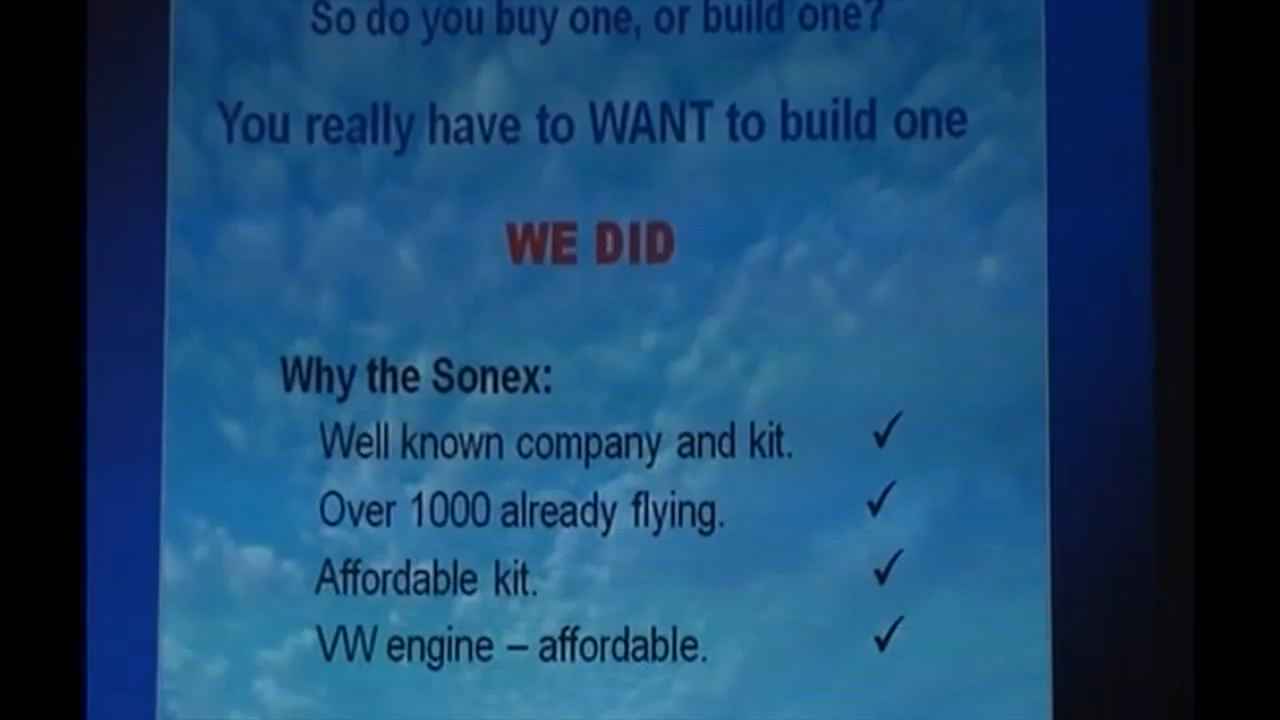 So do you buy one, or build one?
You really have to WANT to build one
WE DID
Why the Sonex:
Well known company and kit. ✓
Over 1000 already flying. ✓
Affordable kit. ✓
VW engine – affordable. ✓